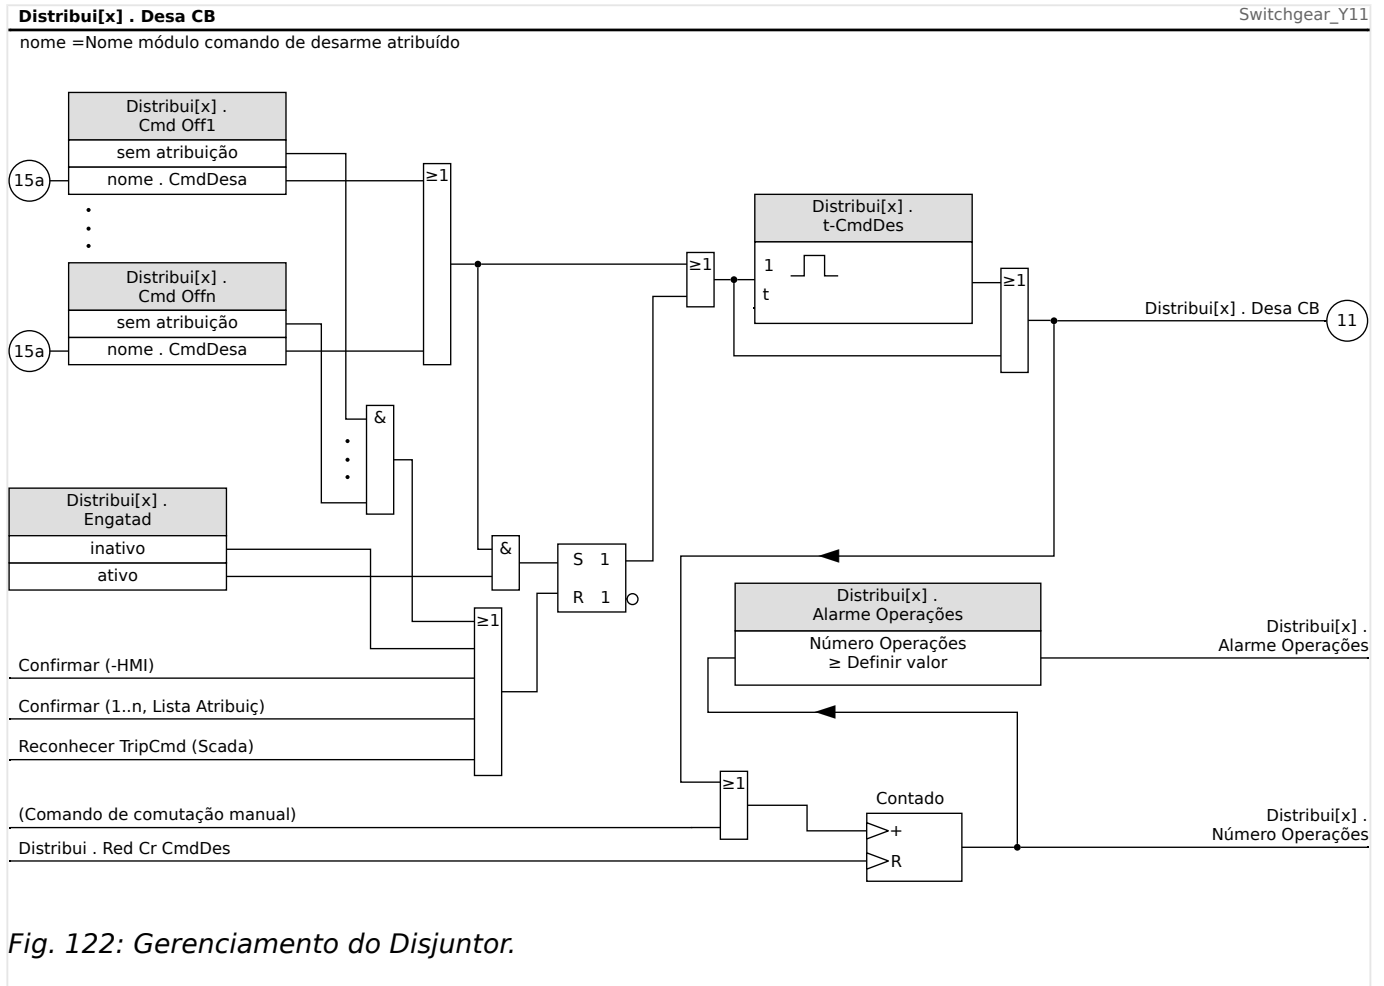 Distribui[x] . Desa CB
Switchgear_Y11
nome =Nome módulo comando de desarme atribuído
Distribui[x] .
Cmd Off1
sem atribuição
15a
nome . CmdDesa
≥1
Distribui[x] .
t-CmdDes
1
t
≥1
≥1
Distribui[x] .
Cmd Offn
sem atribuição
15a
nome . CmdDesa
Distribui[x] . Desa CB
11
&
Distribui[x] .
Engatad
inativo
ativo
&
S 1
R 1
≥1
Distribui[x] .
Alarme Operações
Número Operações
≥ Definir valor
Distribui[x] .
Alarme Operações
Confirmar (-HMI)
Confirmar (1..n, Lista Atribuiç)
Reconhecer TripCmd (Scada)
≥1
(Comando de comutação manual)
Contado
+
R
Distribui[x] .
Número Operações
Distribui . Red Cr CmdDes
Fig. 122: Gerenciamento do Disjuntor.